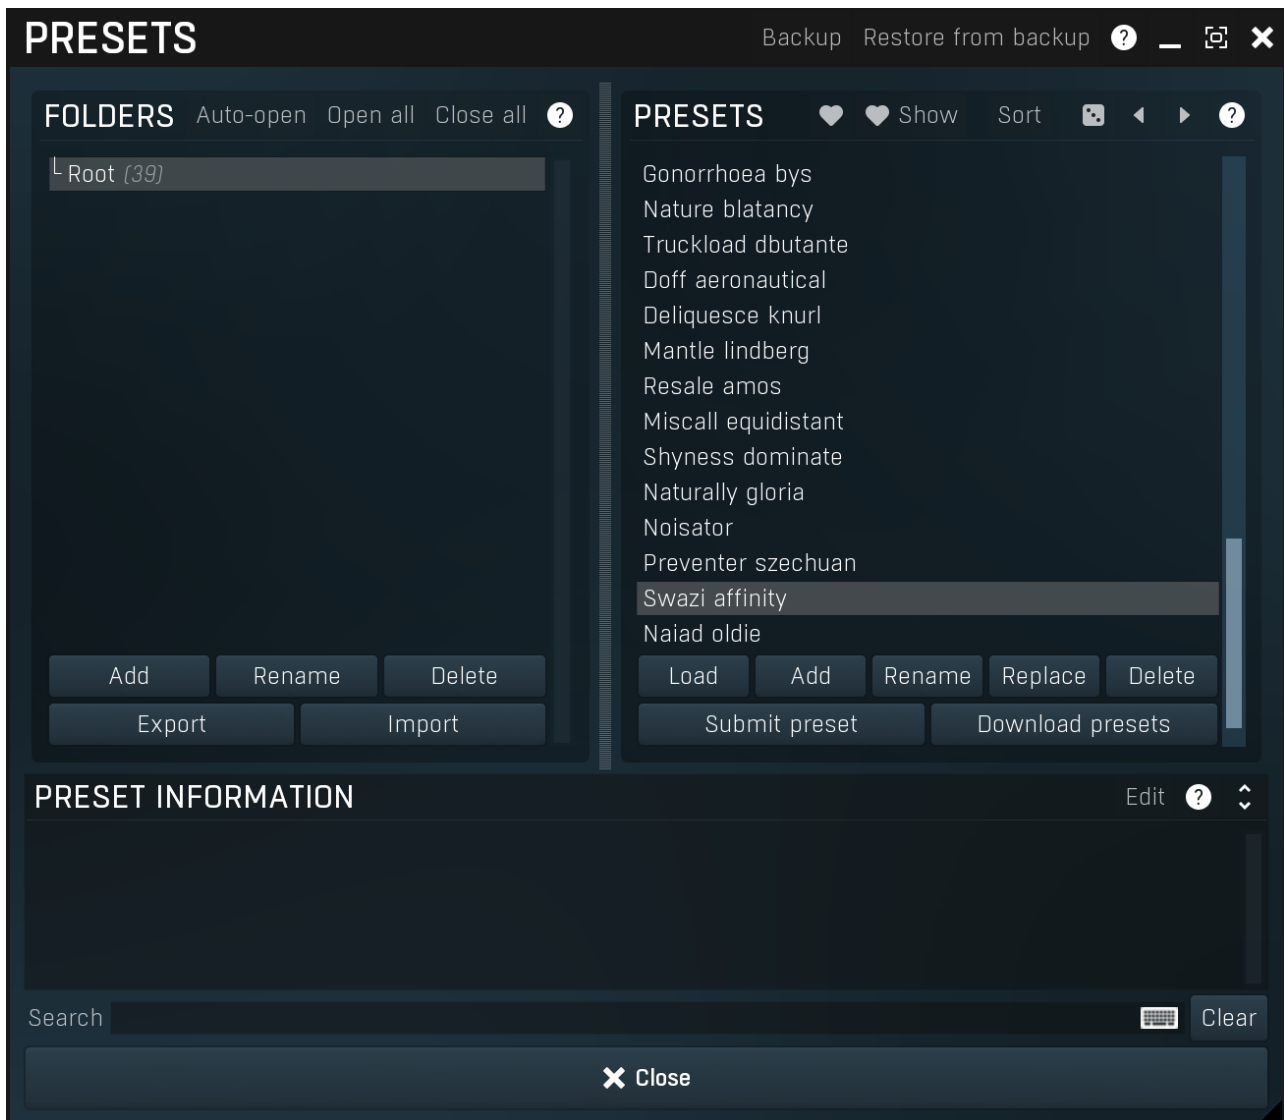 PRESETS Backup Restore from backup ?
FOLDERS Auto-open Open all Close all ?
Root (39)
Add Rename Delete
Export Import
PRESETS Show Sort ?
Gonorrhoea bys
Nature blatancy
Truckload dbutante
Doff aeronautical
Deliquesce knurl
Mantle lindberg
Resale amos
Miscall equidistant
Shyness dominate
Naturally gloria
Noisator
Preventer szechuan
Swazi affinity
Naiad oldie
Load Add Rename Replace Delete
Submit preset Download presets
PRESET INFORMATION Edit ?
Search Clear
Close